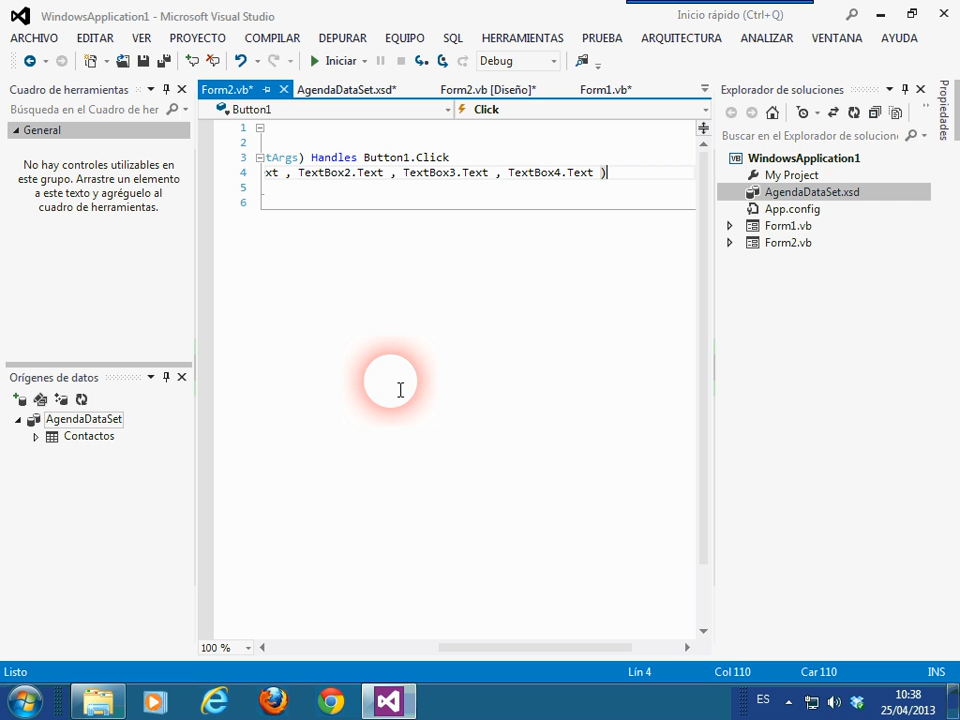 WindowsApplication1 - Microsoft Visual Studio
Inicio rápido (Ctrl+Q)
ARCHIVO EDITAR VER PROYECTO COMPILAR DEPURAR EQUIPO SQL HERRAMIENTAS PRUEBA ARQUITECTURA ANALIZAR VENTANA AYUDA
Iniciar Debug
Cuadro de herramientas
Búsqueda en el Cuadro de her
General
No hay controles utilizables en
este grupo. Arrastre un elemento
a este texto y agréguelo al
cuadro de herramientas.
Orígenes de datos
AgendaDataSet
Contactos
Form2.vb* AgendaDataSet.xsd* Form2.vb [Diseño]* Form1.vb*
Button1 Click
1
2
3 tArgs) Handles Button1.Click
4 xt , TextBox2.Text , TextBox3.Text , TextBox4.Text )
5
6
100 %
Explorador de soluciones
Buscar en el Explorador de solucion
WindowsApplication1
My Project
AgendaDataSet.xsd
App.config
Form1.vb
Form2.vb
Propiedades
Listo Lín 4 Col 110 Car 110 INS
ES 10:38
25/04/2013